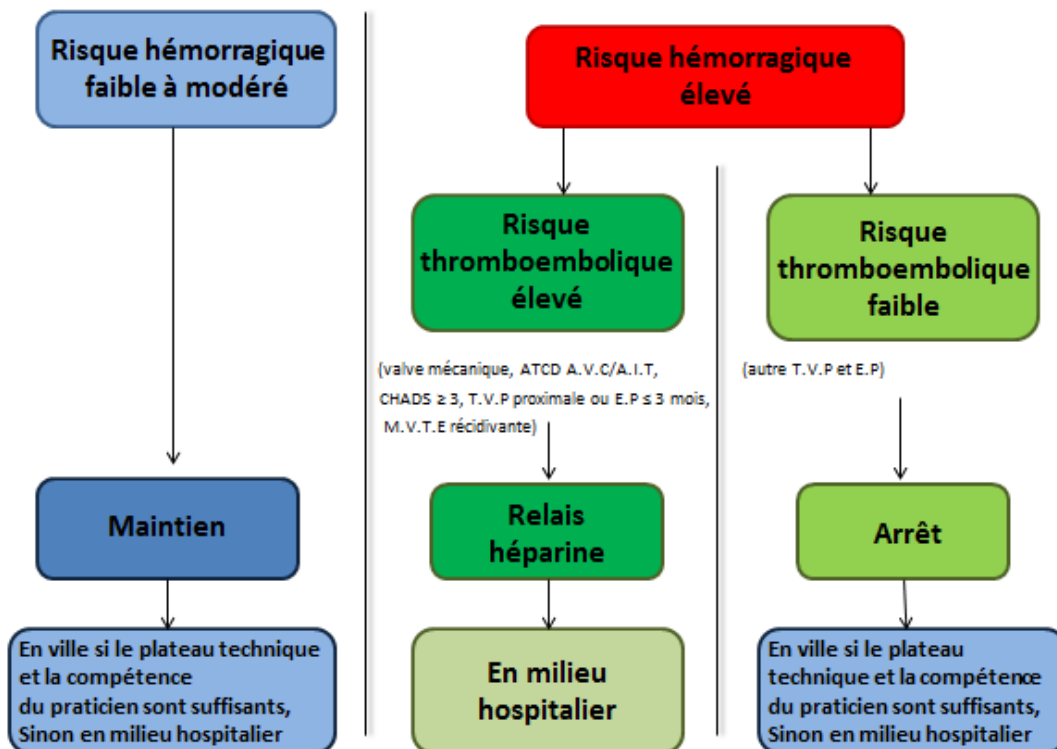 Risque hémorragique
faible à modéré
Maintien
En ville si le plateau technique
et la compétence
du praticien sont suffisants,
Sinon en milieu hospitalier
Risque hémorragique
élevé
Risque
thromboembolique
élevé
(valve mécanique, ATCD A.V.C/A.I.T,
CHADS ≥ 3, T.V.P proximale ou E.P ≤ 3 mois,
M.V.T.E récidivante)
Relais
héparine
En milieu
hospitalier
Risque
thromboembolique
faible
(autre T.V.P et E.P)
Arrêt
En ville si le plateau
technique et la compétence
du praticien sont suffisants,
Sinon en milieu hospitalier